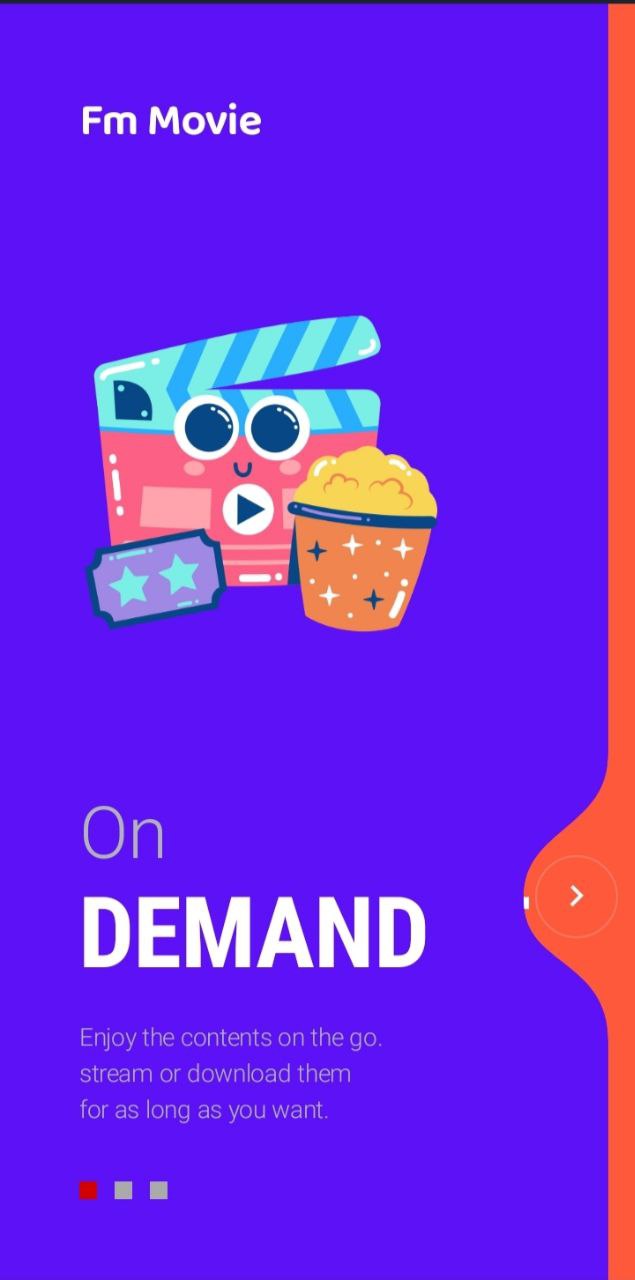 Fm Movie
On
DEMAND
Enjoy the contents on the go.
stream or download them
for as long as you want.